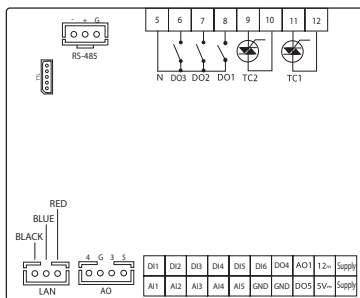 - + G
RS-485
5 6 7 8 9 10 11 12
N DO3 DO2 DO1 TC2 TC1
RED
BLUE
BLACK
LAN
4 G 3 5
AO
DI1 DI2 DI3 DI4 DI5 DI6 DO4 AO1 12⎓ Supply
AI1 AI2 AI3 AI4 AI5 GND GND DO5 5V⎓ Supply